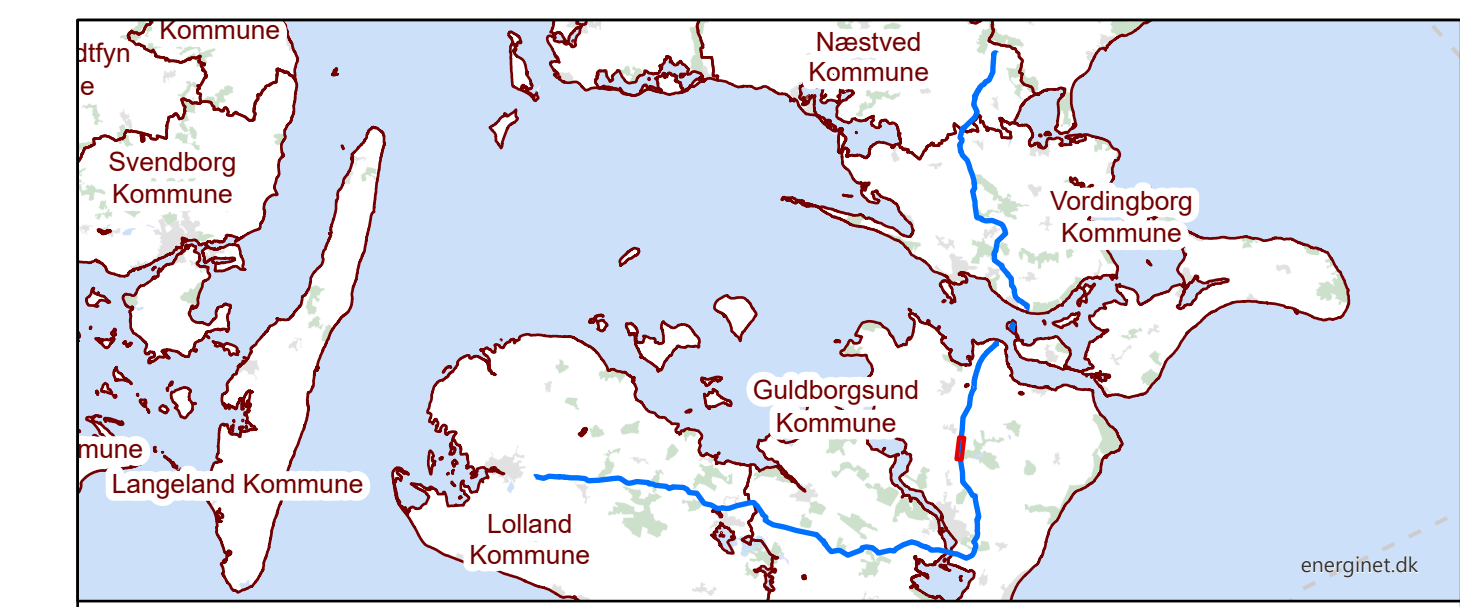 Kommune
dtfyn
e
Næstved
Kommune
Svendborg
Kommune
Vordingborg
Kommune
Guldborgsund
Kommune
mune
Langeland Kommune
Lolland
Kommune
energinet.dk